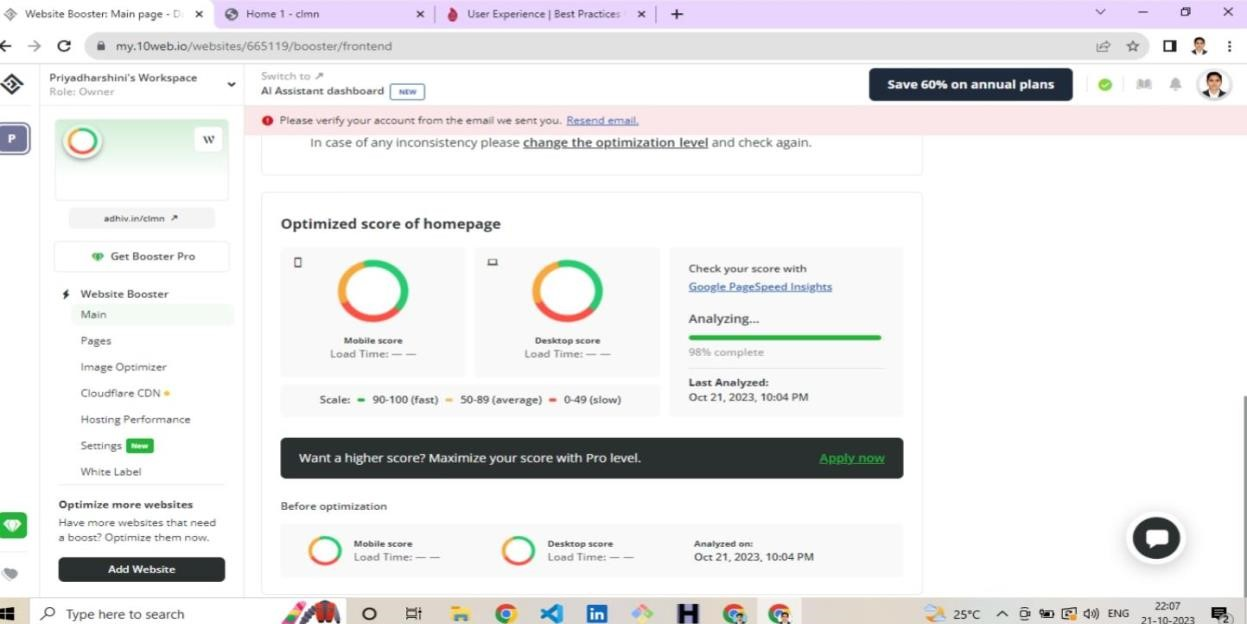 Website Booster: Main page - D
Home 1 - clmn
User Experience | Best Practices
my.10web.io/websites/665119/booster/frontend
Priyadharshini's Workspace
Role: Owner
Switch to ↗
AI Assistant dashboard NEW
Save 60% on annual plans
P
W
Please verify your account from the email we sent you. Resend email.
In case of any inconsistency please change the optimization level and check again.
adhiv.in/clmn ↗
Get Booster Pro
Website Booster
Main
Pages
Image Optimizer
Cloudflare CDN
Hosting Performance
Settings New
White Label
Optimize more websites
Have more websites that need
a boost? Optimize them now.
Add Website
Optimized score of homepage
Mobile score
Load Time: — —
Desktop score
Load Time: — —
Check your score with
Google PageSpeed Insights
Analyzing...
98% complete
Last Analyzed:
Oct 21, 2023, 10:04 PM
Scale: 90-100 (fast) 50-89 (average) 0-49 (slow)
Want a higher score? Maximize your score with Pro level. Apply now
Before optimization
Mobile score
Load Time: — —
Desktop score
Load Time: — —
Analyzed on:
Oct 21, 2023, 10:04 PM
Type here to search
25°C
ENG
22:07
21-10-2023
2